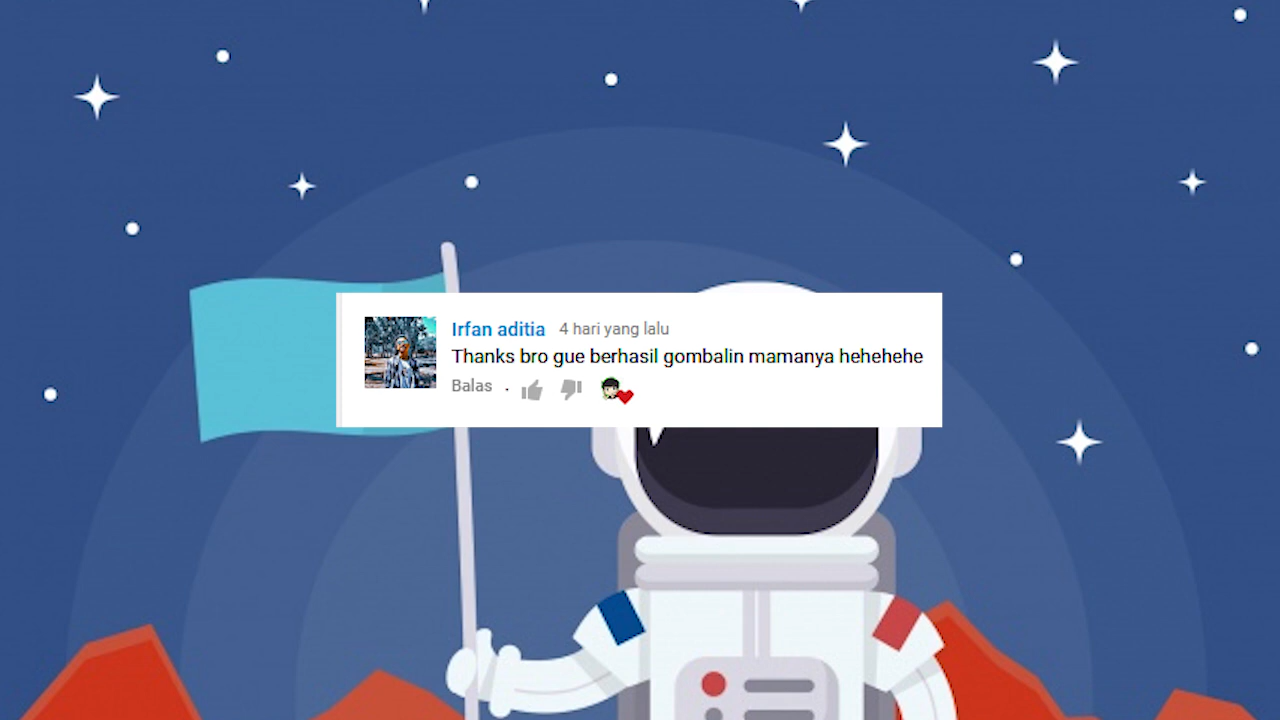 Irfan aditia 4 hari yang lalu
Thanks bro gue berhasil gombalin mamanya hehehehe
Balas